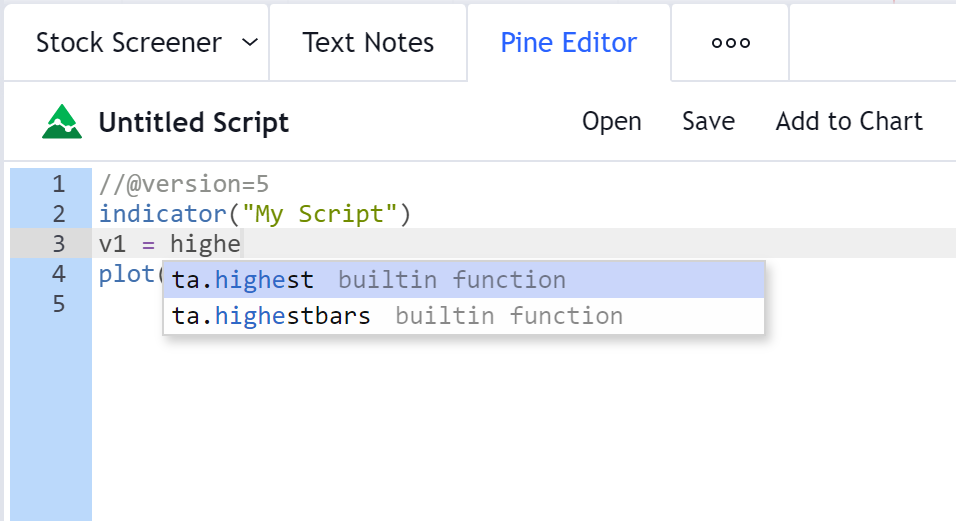 Stock Screener Text Notes Pine Editor ooo
Untitled Script Open Save Add to Chart
1 //@version=5
2 indicator("My Script")
3 v1 = highe
4 plot(
ta.highest builtin function
5
ta.highestbars builtin function